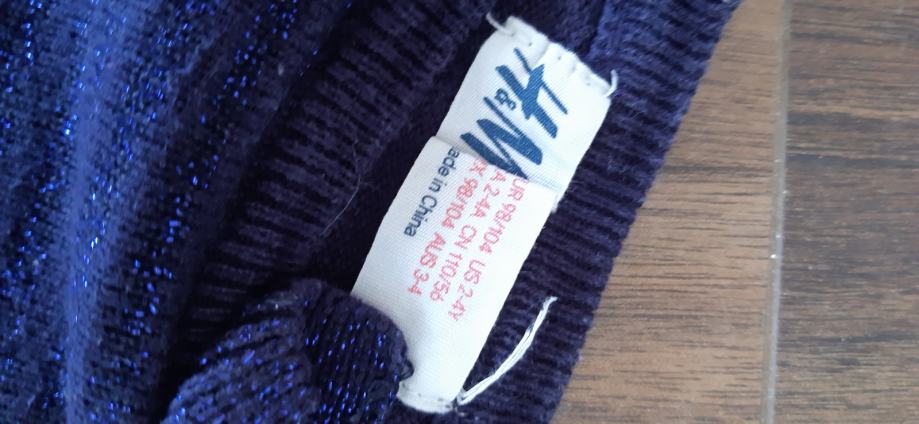 H&M
UR 98/104 US 2-4Y
A 2-4A CN 110/56
X 98/104 AUS 3-4
ade in China